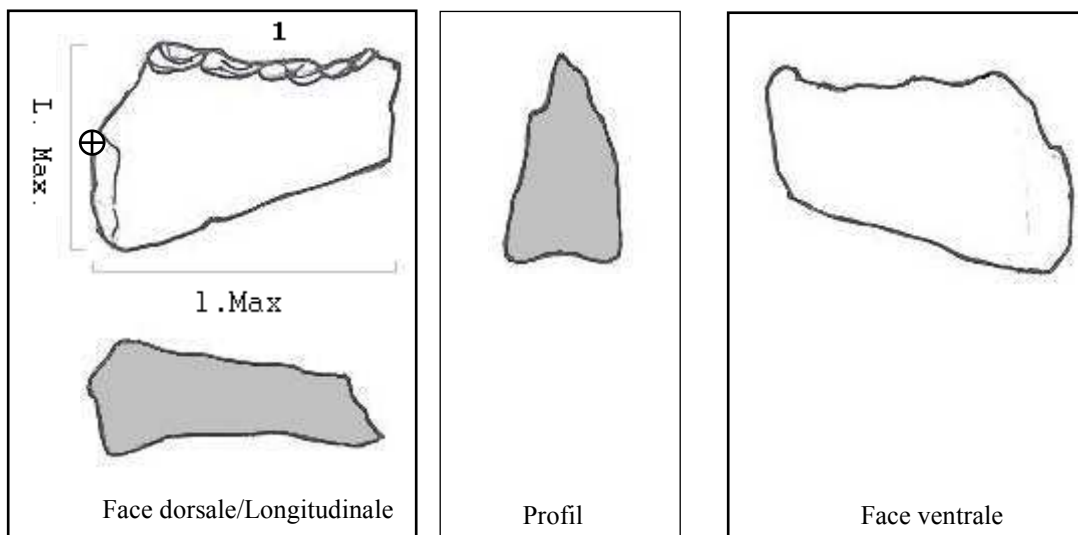 1
L. Max.
l.Max
Face dorsale/Longitudinale
Profil
Face ventrale